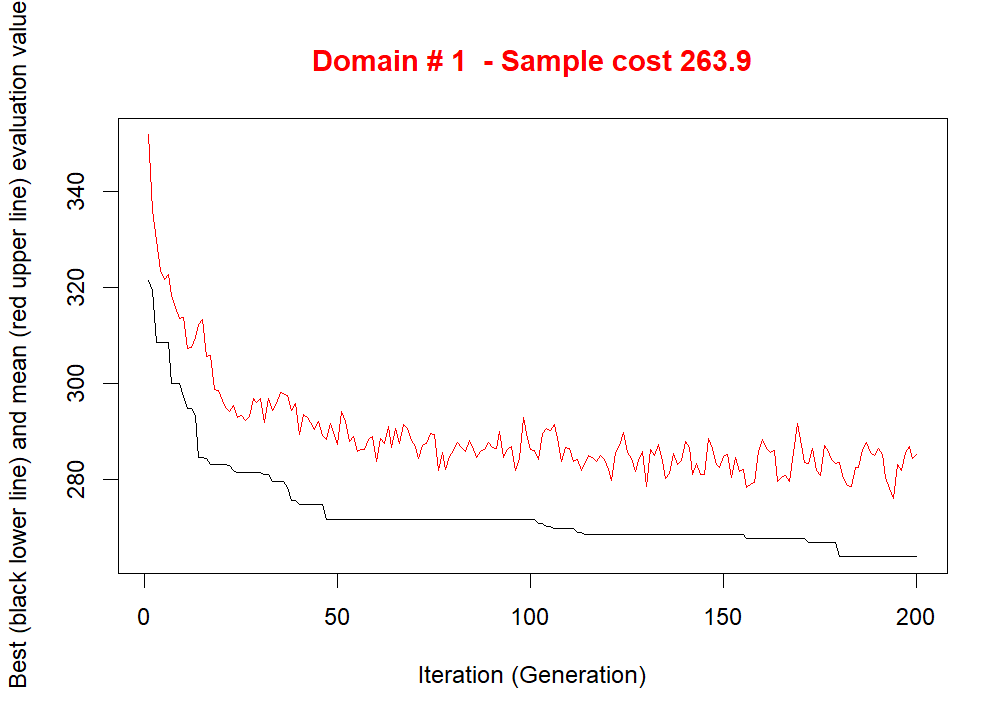 Domain # 1  - Sample cost 263.9
Best (black lower line) and mean (red upper line) evaluation value
340
320
300
280
0 50 100 150 200
Iteration (Generation)